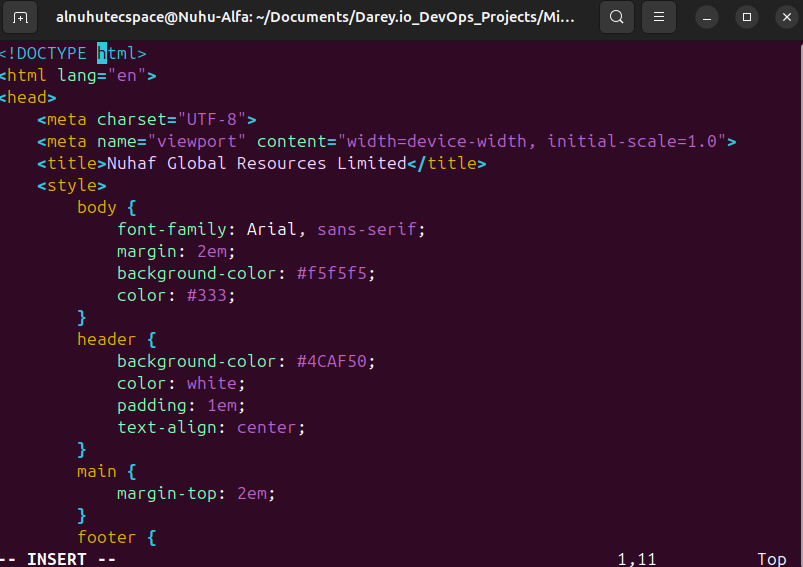 alnuhutecspace@Nuhu-Alfa: ~/Documents/Darey.io_DevOps_Projects/Mi...
<!DOCTYPE html>
<html lang="en">
<head>
    <meta charset="UTF-8">
    <meta name="viewport" content="width=device-width, initial-scale=1.0">
    <title>Nuhaf Global Resources Limited</title>
    <style>
        body {
            font-family: Arial, sans-serif;
            margin: 2em;
            background-color: #f5f5f5;
            color: #333;
        }
        header {
            background-color: #4CAF50;
            color: white;
            padding: 1em;
            text-align: center;
        }
        main {
            margin-top: 2em;
        }
        footer {
-- INSERT -- 1,11 Top